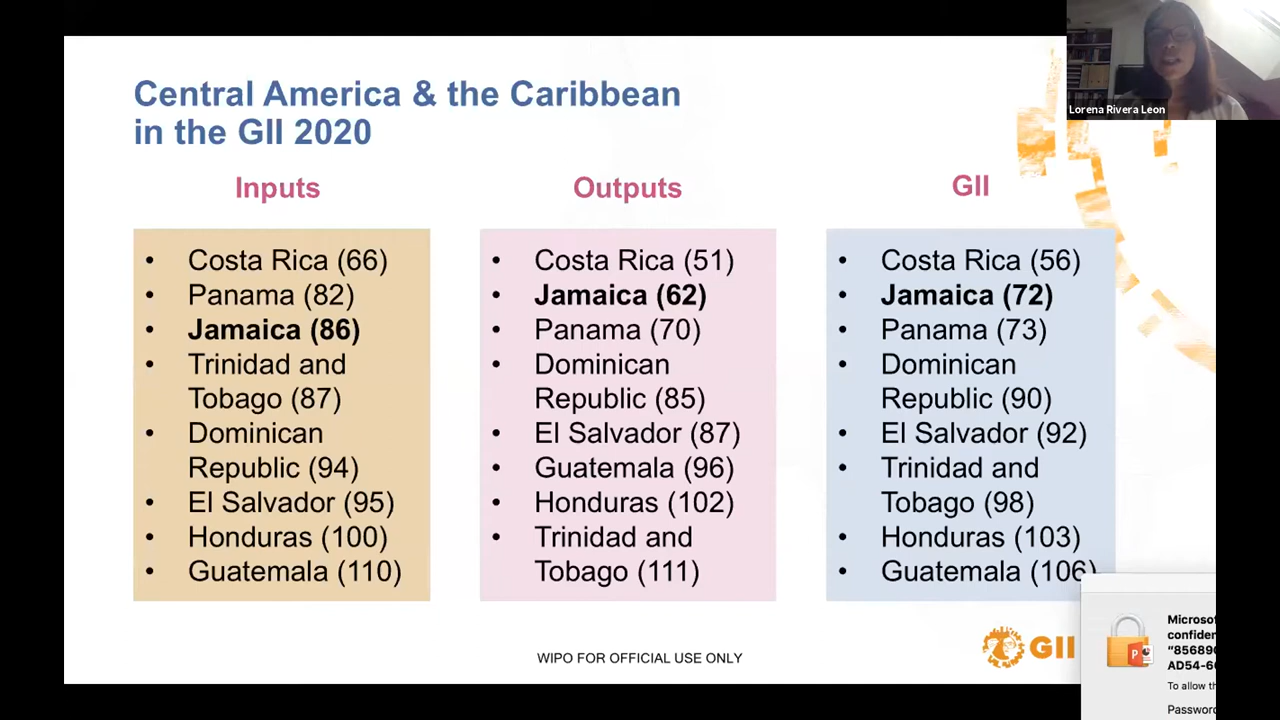 Lorena Rivera Leon
Central America & the Caribbean
in the GII 2020
Inputs
• Costa Rica (66)
• Panama (82)
• Jamaica (86)
• Trinidad and
Tobago (87)
• Dominican
Republic (94)
• El Salvador (95)
• Honduras (100)
• Guatemala (110)
Outputs
• Costa Rica (51)
• Jamaica (62)
• Panama (70)
• Dominican
Republic (85)
• El Salvador (87)
• Guatemala (96)
• Honduras (102)
• Trinidad and
Tobago (111)
GII
• Costa Rica (56)
• Jamaica (72)
• Panama (73)
• Dominican
Republic (90)
• El Salvador (92)
• Trinidad and
Tobago (98)
• Honduras (103)
• Guatemala (106)
WIPO FOR OFFICIAL USE ONLY
GII
P
Microsof
confiden
"85689
AD54-6
To allow th
Password